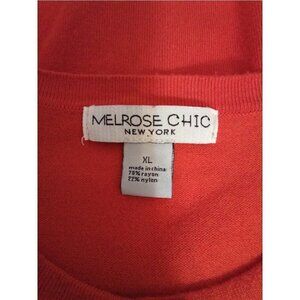 MELROSE CHIC
NEW YORK
XL
made in china
78% rayon
22% nylon